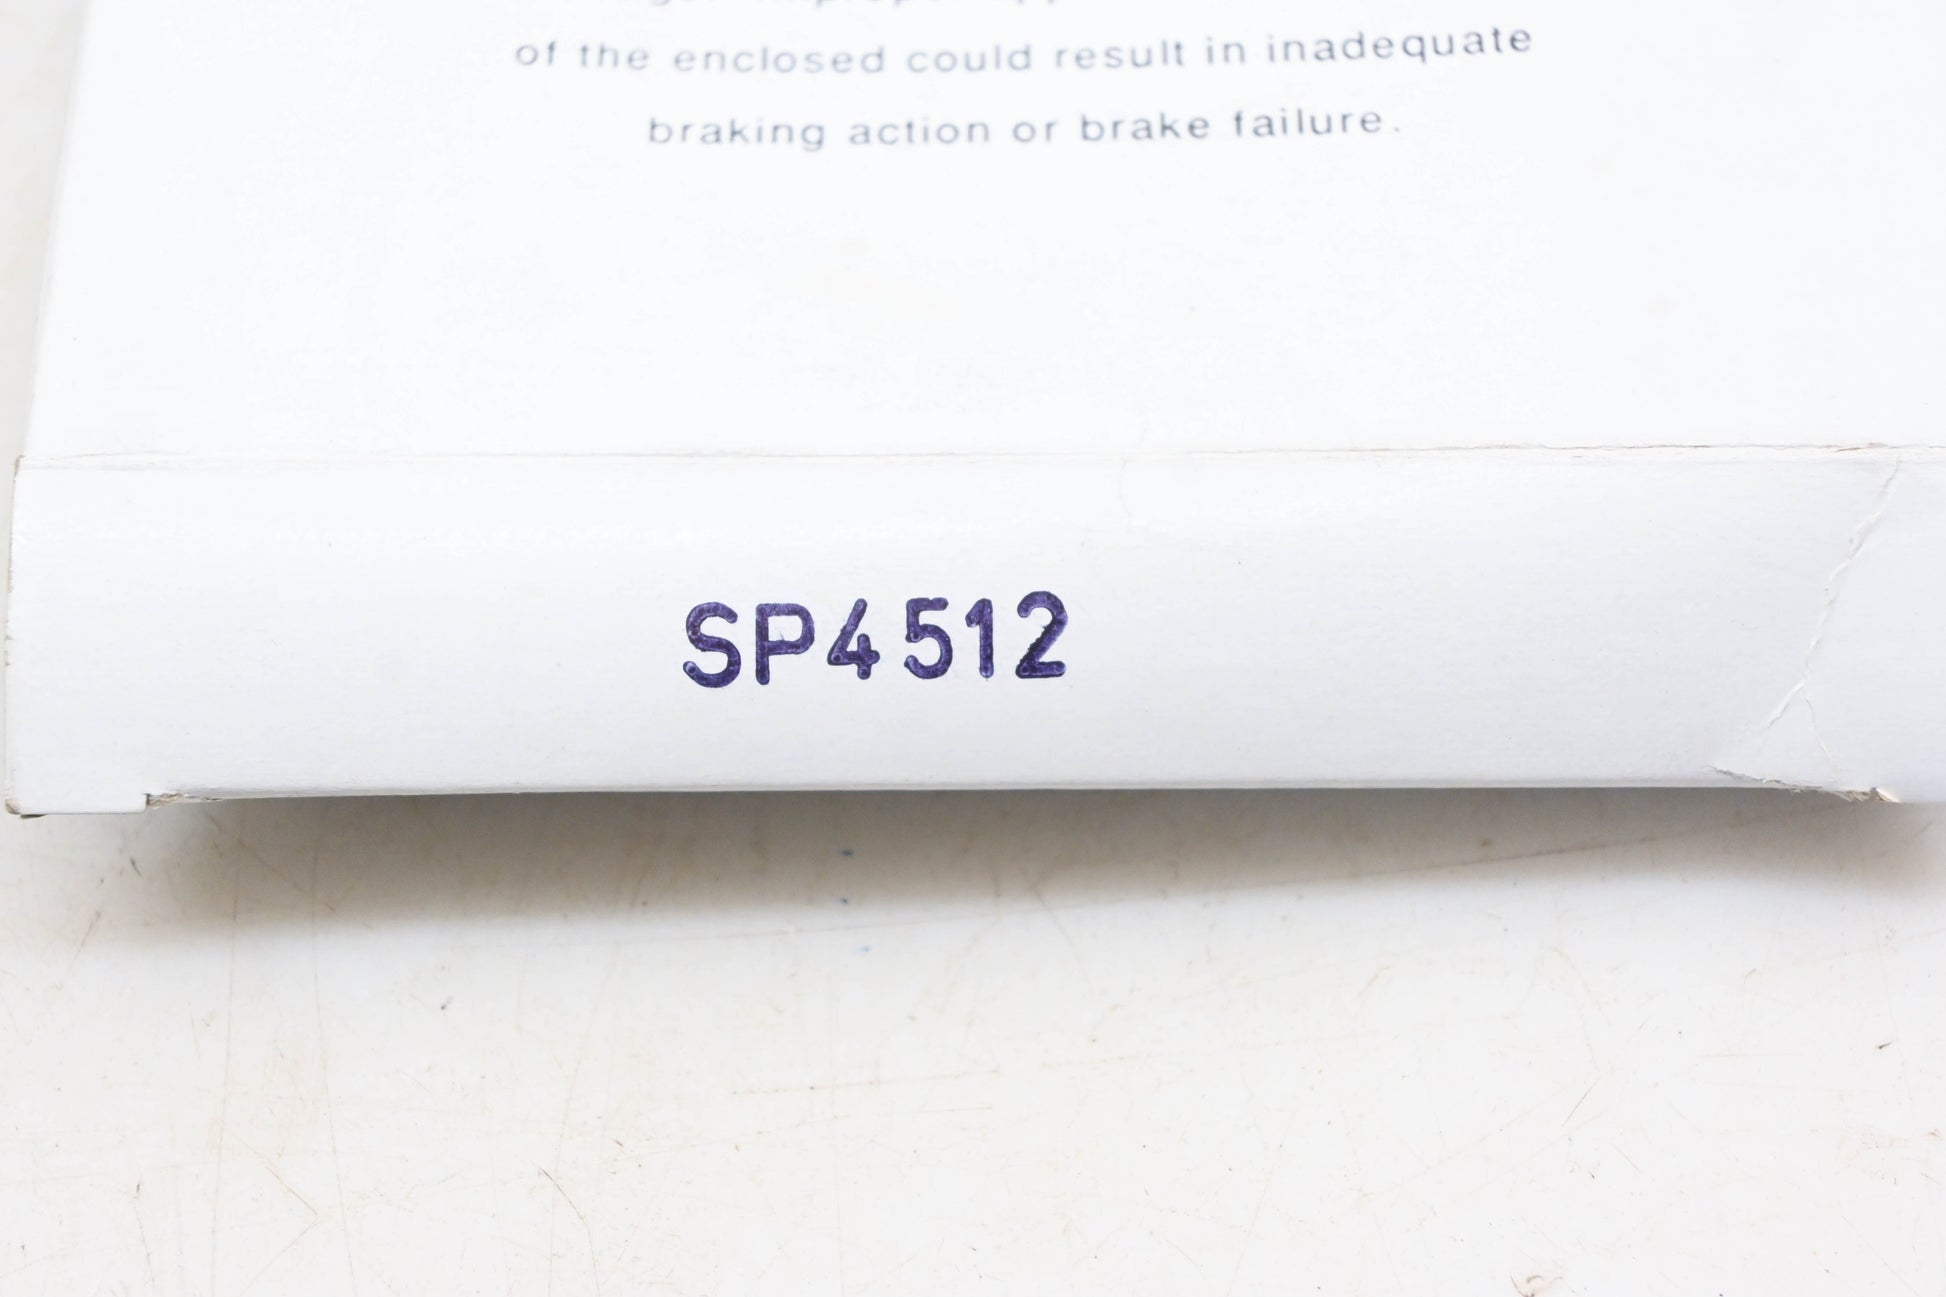 of the enclosed could result in inadequate
braking action or brake failure.
SP4512